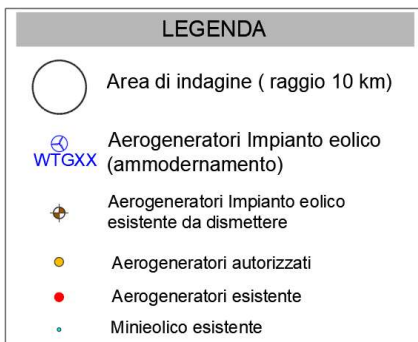 LEGENDA
Area di indagine ( raggio 10 km)
Aerogeneratori Impianto eolico
WTGXX (ammodernamento)
Aerogeneratori Impianto eolico
esistente da dismettere
Aerogeneratori autorizzati
Aerogeneratori esistente
Minieolico esistente